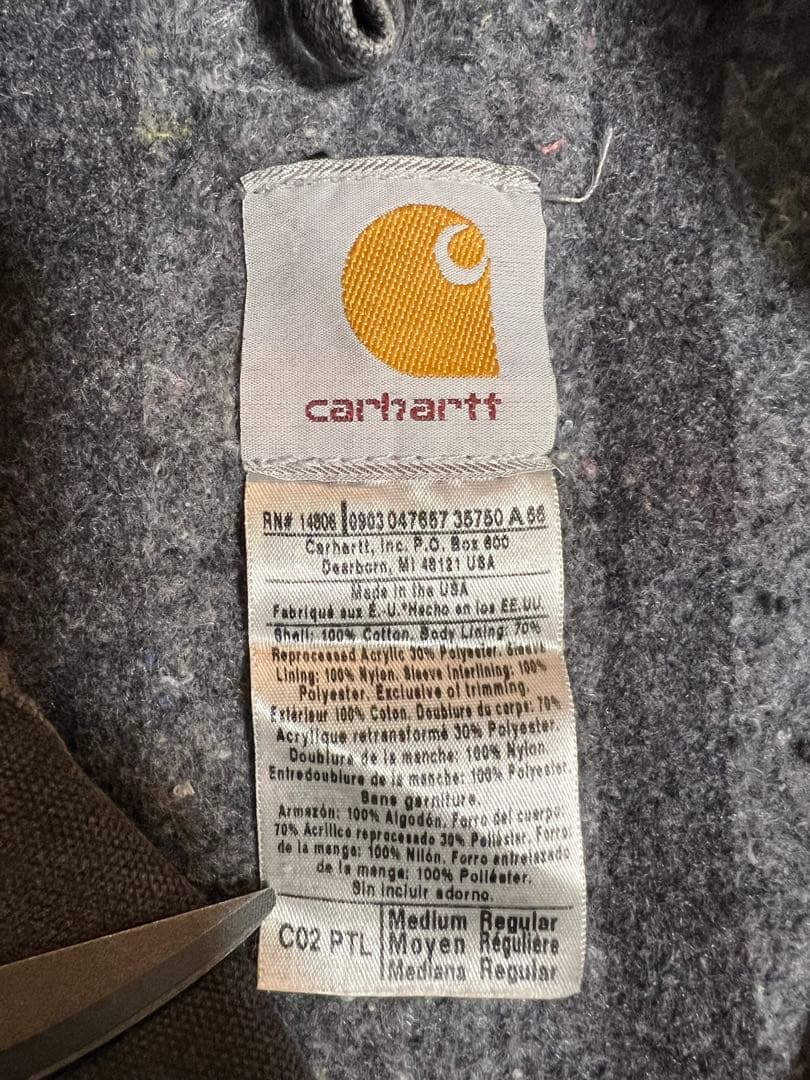 carhartt
RN# 14806 0903 047657 35750 A 66
Carhartt, Inc. P.O. Box 600
Dearborn, MI 48121 USA
Made in the USA
Fabriqué aux É.-U.*Hecho en los EE.UU.
Shell: 100% Cotton. Body Lining: 70%
Reprocessed Acrylic 30% Polyester. Sleeve
Lining: 100% Nylon. Sleeve Interlining: 100%
Polyester. Exclusive of trimming.
Extérieur 100% Coton. Doublure du corps: 70%
Acrylique retransformé 30% Polyester.
Doublure de la manche: 100% Nylon.
Entredoublure de la manche: 100% Polyester.
Sans garniture.
Armazón: 100% Algodón. Forro del cuerpo:
70% Acrílico reprocesado 30% Poliéster. Forro
de la manga: 100% Nilón. Forro entrelazado
de la manga: 100% Poliéster.
Sin incluir adorno.
C02 PTL Medium Regular
Moyen Régulière
Mediana Regular